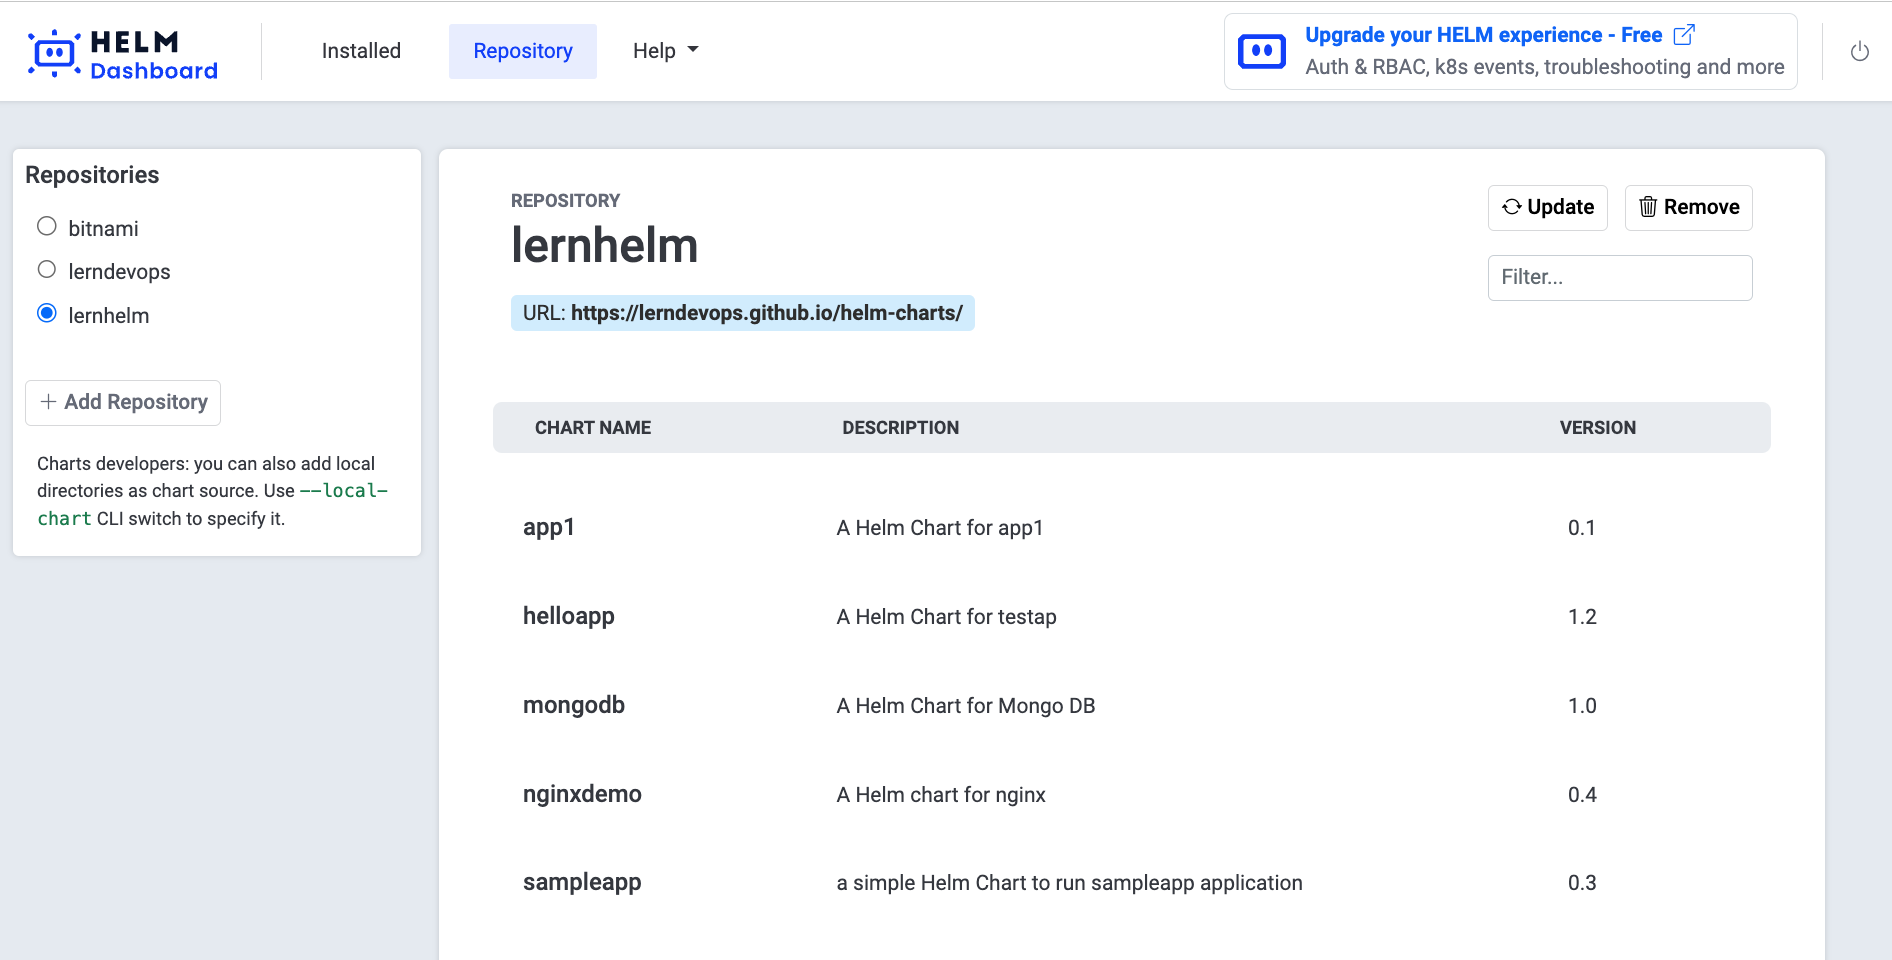 HELM
Dashboard
Installed
Repository
Help
Upgrade your HELM experience - Free
Auth & RBAC, k8s events, troubleshooting and more
Repositories
bitnami
lerndevops
lernhelm
+ Add Repository
Charts developers: you can also add local
directories as chart source. Use --local-
chart CLI switch to specify it.
REPOSITORY
lernhelm
URL: https://lerndevops.github.io/helm-charts/
Update
Remove
Filter...
CHART NAME DESCRIPTION VERSION
app1 A Helm Chart for app1 0.1
helloapp A Helm Chart for testap 1.2
mongodb A Helm Chart for Mongo DB 1.0
nginxdemo A Helm chart for nginx 0.4
sampleapp a simple Helm Chart to run sampleapp application 0.3